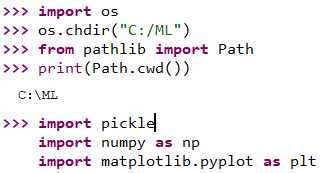 >>> import os
>>> os.chdir("C:/ML")
>>> from pathlib import Path
>>> print(Path.cwd())
C:\ML
>>> import pickle
import numpy as np
import matplotlib.pyplot as plt